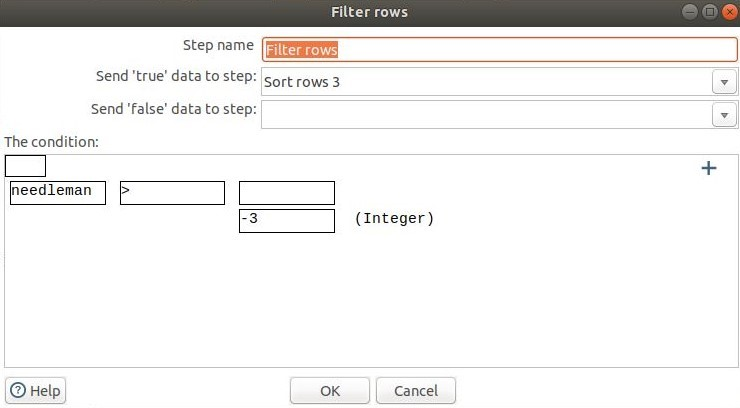 Filter rows
Step name Filter rows
Send 'true' data to step: Sort rows 3
Send 'false' data to step:
The condition:
+
needleman >
-3 (Integer)
Help OK Cancel